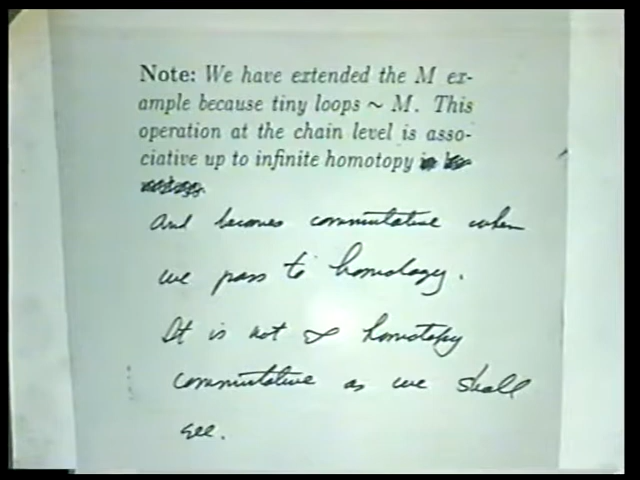 Note: We have extended the M ex-
ample because tiny loops ~ M. This
operation at the chain level is asso-
ciative up to infinite homotopy
and becomes commutative when
we pass to homology.
It is not ∞ homotopy
commutative as we shall
see.